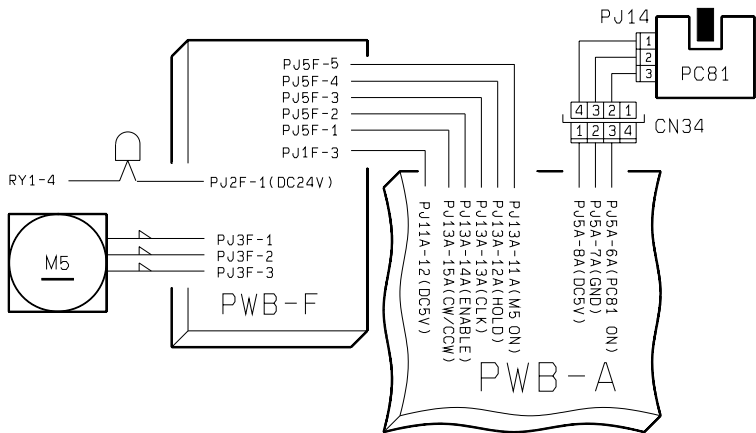 PJ14
1
2
3
PC81
4 3 2 1
1 2 3 4
CN34
PJ5F-5
PJ5F-4
PJ5F-3
PJ5F-2
PJ5F-1
PJ1F-3
RY1-4
PJ2F-1(DC24V)
M5
PJ3F-1
PJ3F-2
PJ3F-3
PWB-F
PJ11A-12(DC5V)
PJ13A-15A(CW/CCW)
PJ13A-14A(ENABLE)
PJ13A-13A(CLK)
PJ13A-12A(HOLD)
PJ13A-11A(M5 ON)
PJ5A-8A(DC5V)
PJ5A-7A(GND)
PJ5A-6A(PC81 ON)
PWB-A